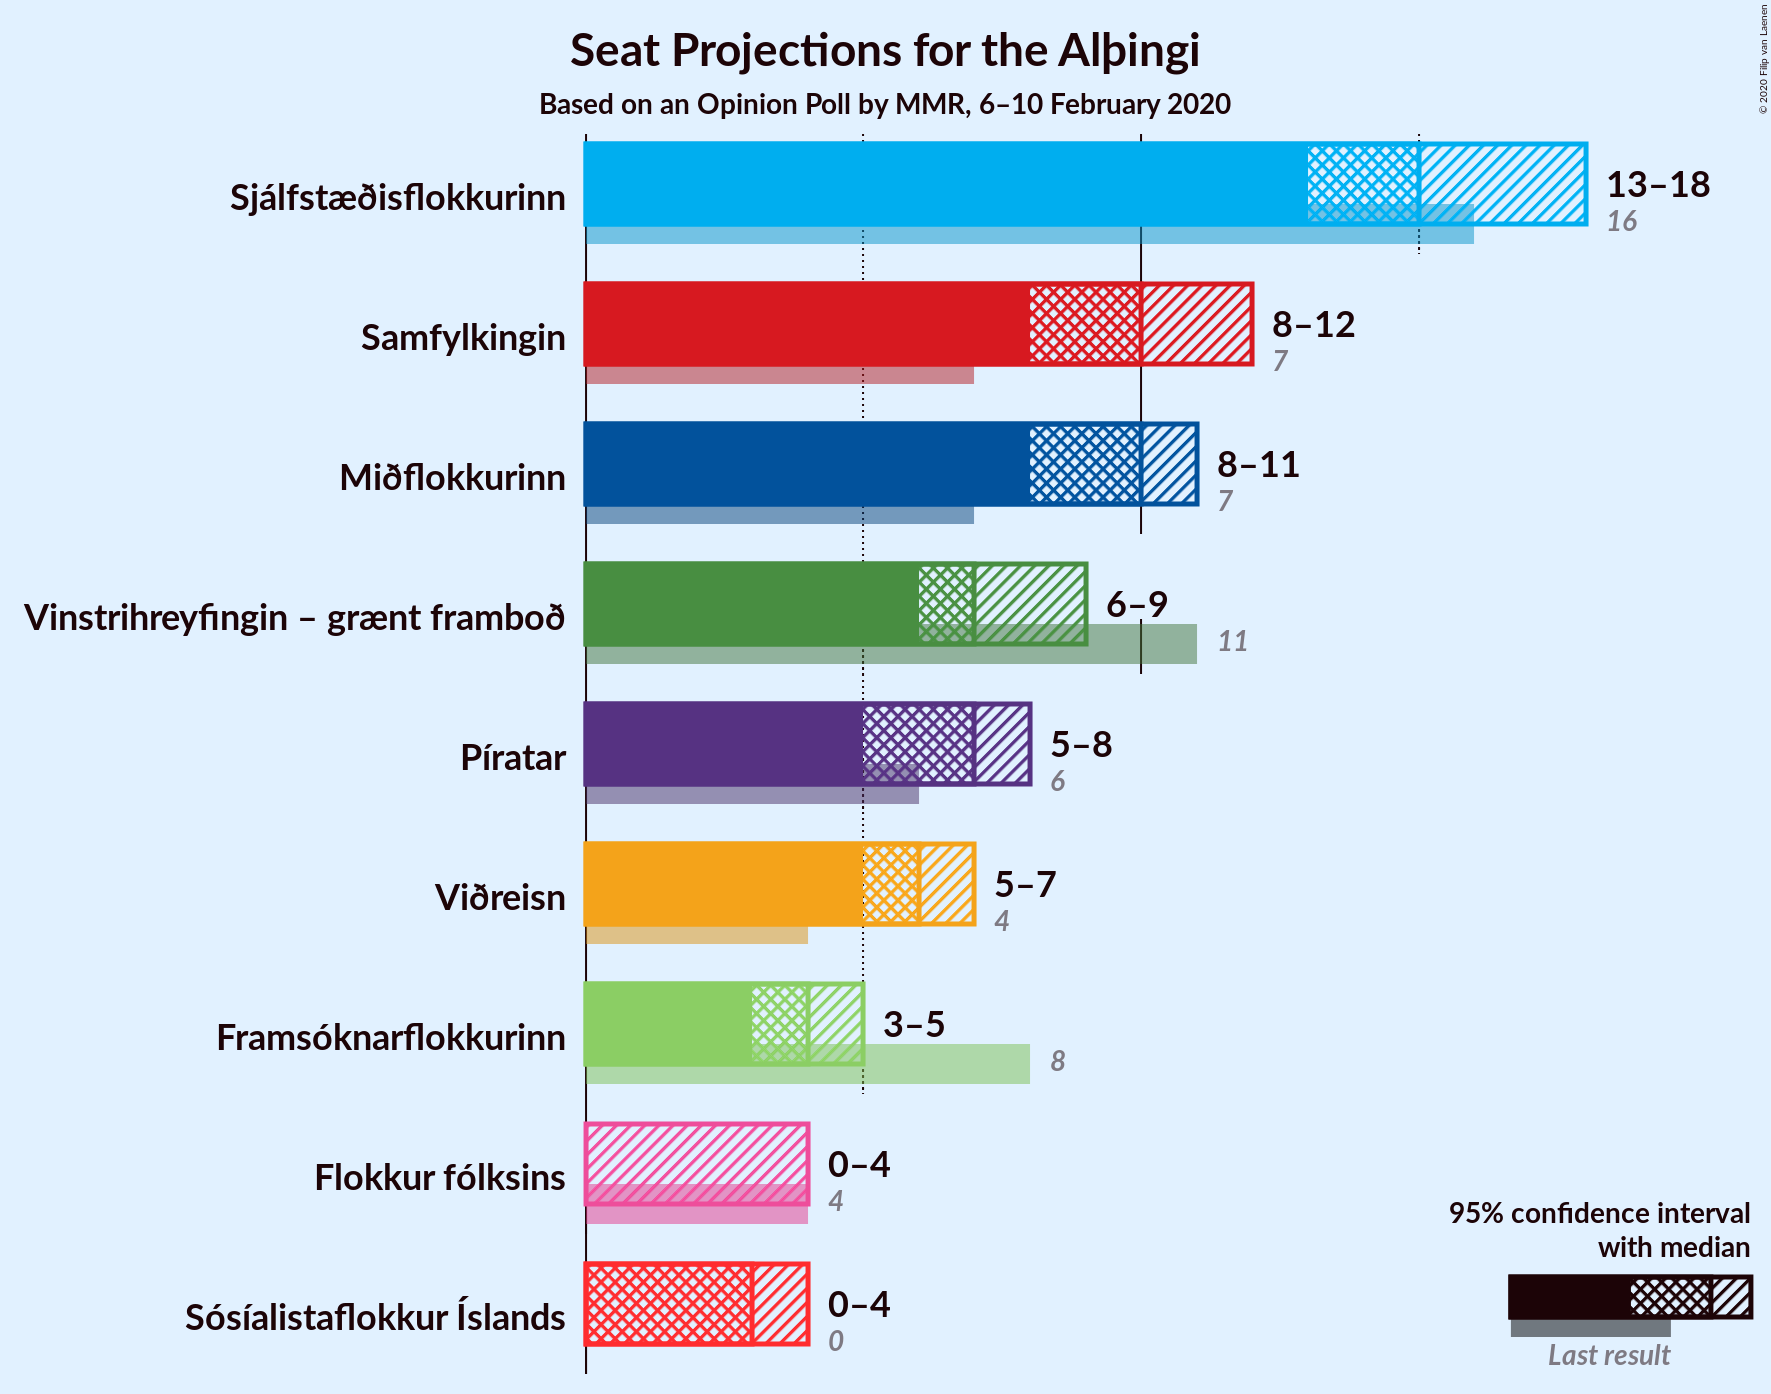 Seat Projections for the Alþingi
Based on an Opinion Poll by MMR, 6–10 February 2020
© 2020 Filip van Laenen
Sjálfstæðisflokkurinn
13–18
16
Samfylkingin
8–12
7
Miðflokkurinn
8–11
7
Vinstrihreyfingin – grænt framboð
6–9
11
Píratar
5–8
6
Viðreisn
5–7
4
Framsóknarflokkurinn
3–5
8
Flokkur fólksins
0–4
4
Sósíalistaflokkur Íslands
0–4
0
95% confidence interval
with median
Last result